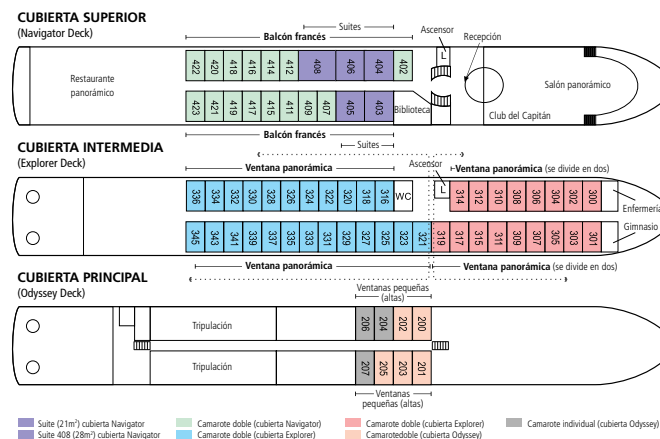 CUBIERTA SUPERIOR
(Navigator Deck)
Suites
Balcón francés
Ascensor
Recepción
422 420 418 416 414 412 408 406 404 402
L
Restaurante
panorámico
Salón panorámico
423 421 419 417 415 411 409 407 405 403
Biblioteca
Club del Capitán
Balcón francés
Suites
CUBIERTA INTERMEDIA
(Explorer Deck)
Ventana panorámica
Ascensor
Ventana panorámica (se divide en dos)
336 334 332 330 328 326 324 322 320 318 316
WC
L
314 312 310 308 306 304 302 300
Enfermería
Gimnasio
345 343 341 339 337 335 333 331 329 327 325 323 321 319 317 315 311 309 307 305 303 301
Ventana panorámica
Ventana panorámica (se divide en dos)
CUBIERTA PRINCIPAL
(Odyssey Deck)
Ventanas pequeñas
(altas)
Tripulación
206 204 202 200
Tripulación
207 205 203 201
Ventanas
pequeñas (altas)
Suite (21m²) cubierta Navigator
Suite 408 (28m²) cubierta Navigator
Camarote doble (cubierta Navigator)
Camarote doble (cubierta Explorer)
Camarote doble (cubierta Explorer)
Camarotedoble (cubierta Odyssey)
Camarote individual (cubierta Odyssey)